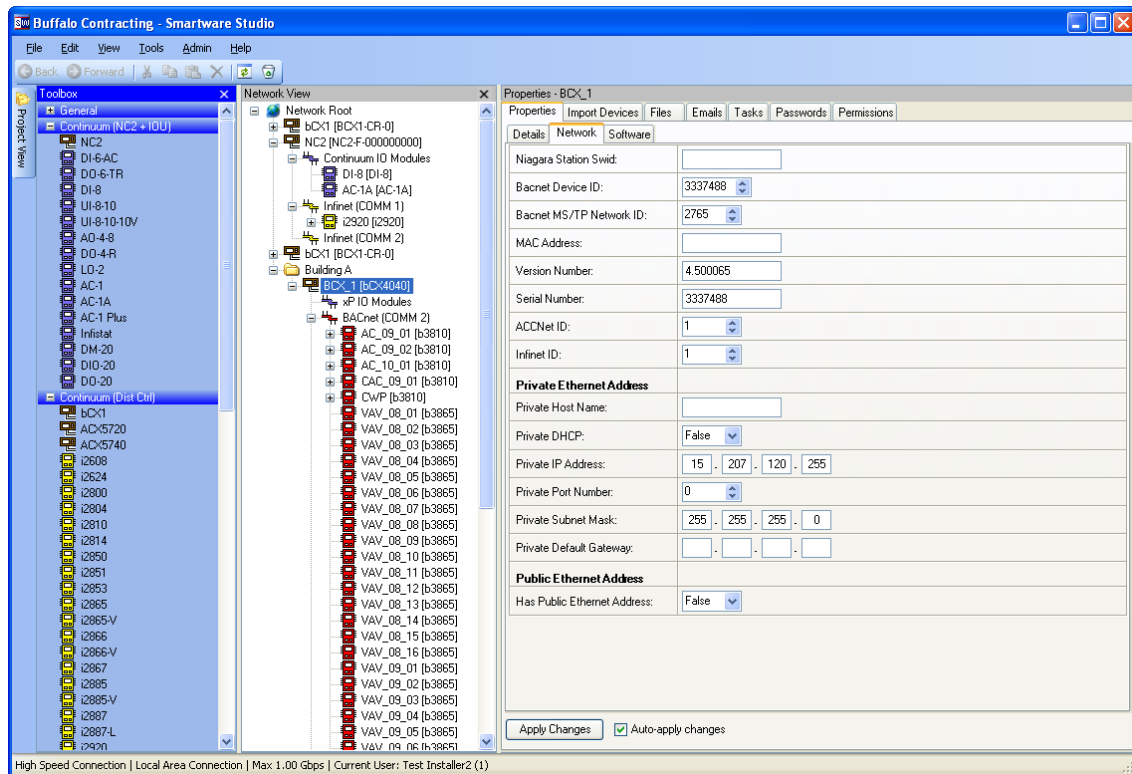 SW Buffalo Contracting - Smartware Studio
File Edit View Tools Admin Help
Back Forward
Project View
Toolbox
General
Continuum (NC2 + IOU)
NC2
DI-6-AC
DO-6-TR
DI-8
UI-8-10
UI-8-10-10V
AO-4-8
DO-4-R
LO-2
AC-1
AC-1A
AC-1 Plus
Infistat
DM-20
DIO-20
DO-20
Continuum (Dist Ctrl)
bCX1
ACX5720
ACX5740
i2608
i2624
i2800
i2804
i2810
i2814
i2850
i2851
i2853
i2865
i2865-V
i2866
i2866-V
i2867
i2885
i2885-V
i2887
i2887-L
i2920
Network View
Network Root
bCX1 [BCX1-CR-0]
NC2 [NC2-F-000000000]
Continuum IO Modules
DI-8 [DI-8]
AC-1A [AC-1A]
Infinet (COMM 1)
i2920 [i2920]
Infinet (COMM 2)
bCX1 [BCX1-CR-0]
Building A
BCX_1 [bCX4040]
xP IO Modules
BACnet (COMM 2)
AC_09_01 [b3810]
AC_09_02 [b3810]
AC_10_01 [b3810]
CAC_09_01 [b3810]
CWP [b3810]
VAV_08_01 [b3865]
VAV_08_02 [b3865]
VAV_08_03 [b3865]
VAV_08_04 [b3865]
VAV_08_05 [b3865]
VAV_08_06 [b3865]
VAV_08_07 [b3865]
VAV_08_08 [b3865]
VAV_08_09 [b3865]
VAV_08_10 [b3865]
VAV_08_11 [b3865]
VAV_08_12 [b3865]
VAV_08_13 [b3865]
VAV_08_14 [b3865]
VAV_08_15 [b3865]
VAV_08_16 [b3865]
VAV_09_01 [b3865]
VAV_09_02 [b3865]
VAV_09_03 [b3865]
VAV_09_04 [b3865]
VAV_09_05 [b3865]
VAV_09_06 [b3865]
Properties - BCX_1
Properties Import Devices Files Emails Tasks Passwords Permissions
Details Network Software
Niagara Station Swid:
Bacnet Device ID: 3337488
Bacnet MS/TP Network ID: 2765
MAC Address:
Version Number: 4.500065
Serial Number: 3337488
ACCNet ID: 1
Infinet ID: 1
Private Ethernet Address
Private Host Name:
Private DHCP: False
Private IP Address: 15 . 207 . 120 . 255
Private Port Number: 0
Private Subnet Mask: 255 . 255 . 255 . 0
Private Default Gateway: . . .
Public Ethernet Address
Has Public Ethernet Address: False
Apply Changes Auto-apply changes
High Speed Connection | Local Area Connection | Max 1.00 Gbps | Current User: Test Installer2 (1)